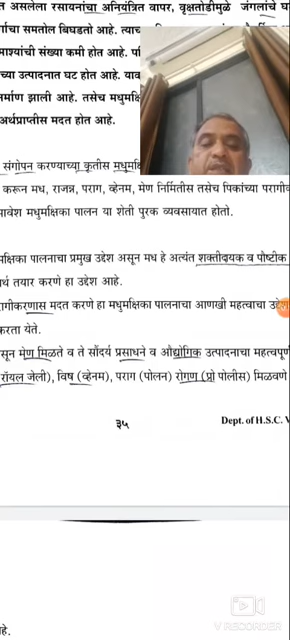 त असलेला रसायनांचा अनियंत्रित वापर, वृक्षतोडीमुळे जंगलांचे घ
र्गाचा समतोल बिघडतो आहे. त्याच
माश्यांची संख्या कमी होत आहे. परि
च्या उत्पादनात घट होत आहे. याव
नर्माण झाली आहे. तसेच मधुमक्षि
अर्थप्राप्तीस मदत होत आहे.
संगोपन करण्याच्या कृतीस मधुमक्षि
करून मध, राजन्न, पराग, व्हेनम, मेण निर्मितीस तसेच पिकांच्या परागीक
मावेश मधुमक्षिका पालन या शेती पुरक व्यवसायात होतो.
मक्षिका पालनाचा प्रमुख उद्देश असून मध हे अत्यंत शक्तीदायक व पौष्टीक
र्थ तयार करणे हा उद्देश आहे.
रागीकरणास मदत करणे हा मधुमक्षिका पालनाचा आणखी महत्वाचा उद्देश
करता येते.
सून मेण मिळते व ते सौंदर्य प्रसाधने व औद्योगिक उत्पादनाचा महत्वपूर्ण
रॉयल जेली), विष (व्हेनम), पराग (पोलन) रोगण (प्रो पोलीस) मिळवणे
३५ Dept. of H.S.C. V
हे.
V RECORDER